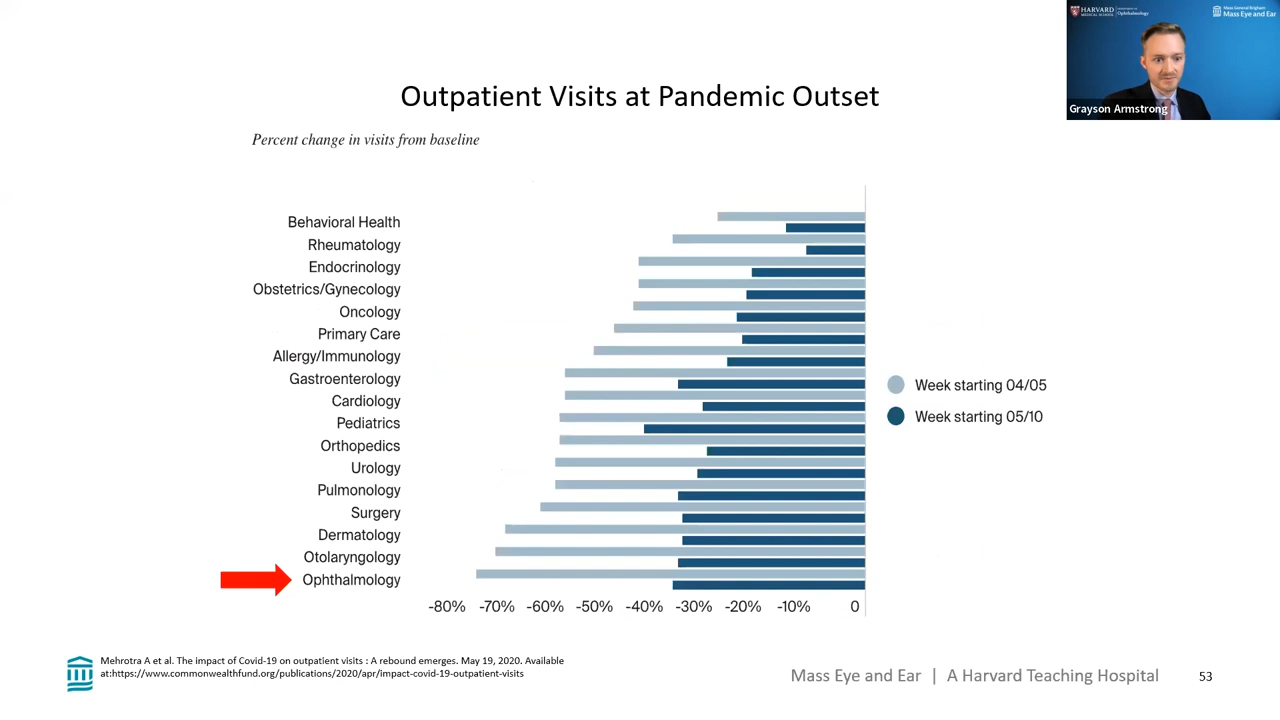 HARVARD
MEDICAL SCHOOL
Ophthalmology
Mass General Brigham
Mass Eye and Ear
Grayson Armstrong
Outpatient Visits at Pandemic Outset
Percent change in visits from baseline
Behavioral Health
Rheumatology
Endocrinology
Obstetrics/Gynecology
Oncology
Primary Care
Allergy/Immunology
Gastroenterology
Cardiology
Pediatrics
Orthopedics
Urology
Pulmonology
Surgery
Dermatology
Otolaryngology
Ophthalmology
Week starting 04/05
Week starting 05/10
-80% -70% -60% -50% -40% -30% -20% -10% 0
Mehrotra A et al. The impact of Covid-19 on outpatient visits : A rebound emerges. May 19, 2020. Available
at:https://www.commonwealthfund.org/publications/2020/apr/impact-covid-19-outpatient-visits
Mass Eye and Ear | A Harvard Teaching Hospital
53